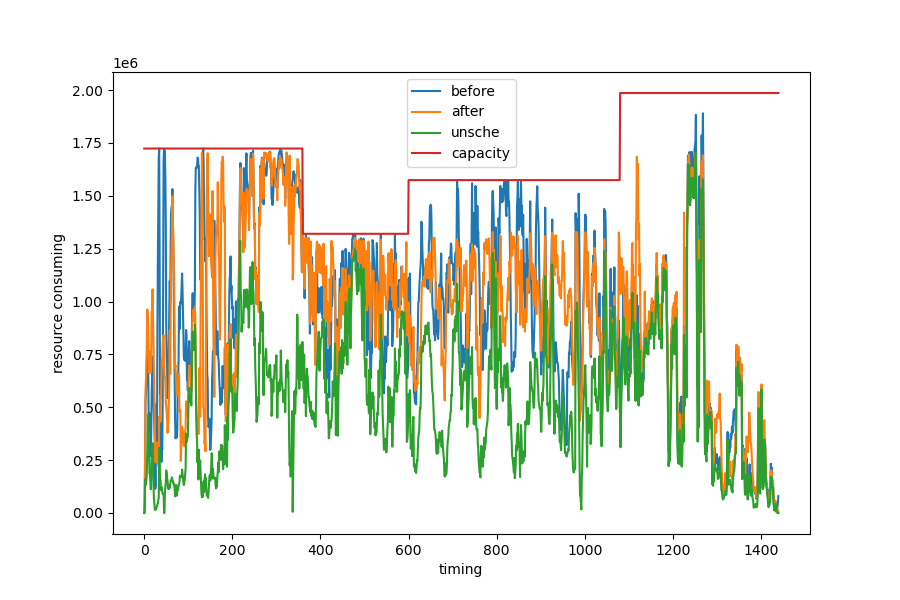 1e6
2.00
1.75
1.50
1.25
1.00
0.75
0.50
0.25
0.00
resource consuming
before
after
unsche
capacity
0 200 400 600 800 1000 1200 1400
timing